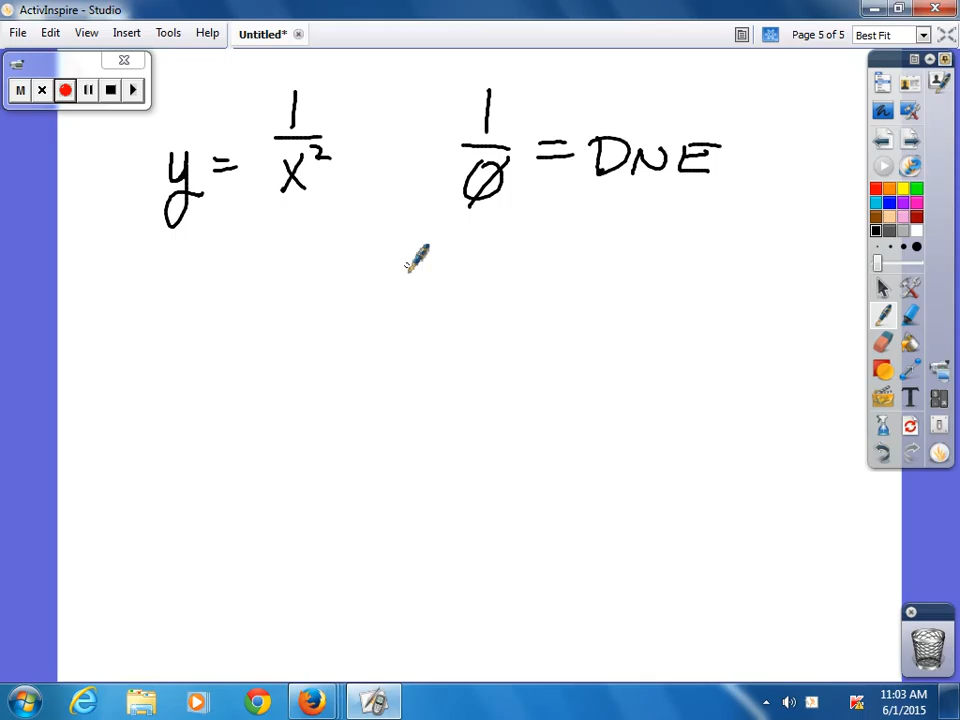 ActivInspire - Studio
File Edit View Insert Tools Help Untitled* Page 5 of 5 Best Fit
M
y = 1/x² 1/0 = DNE
T
11:03 AM
6/1/2015